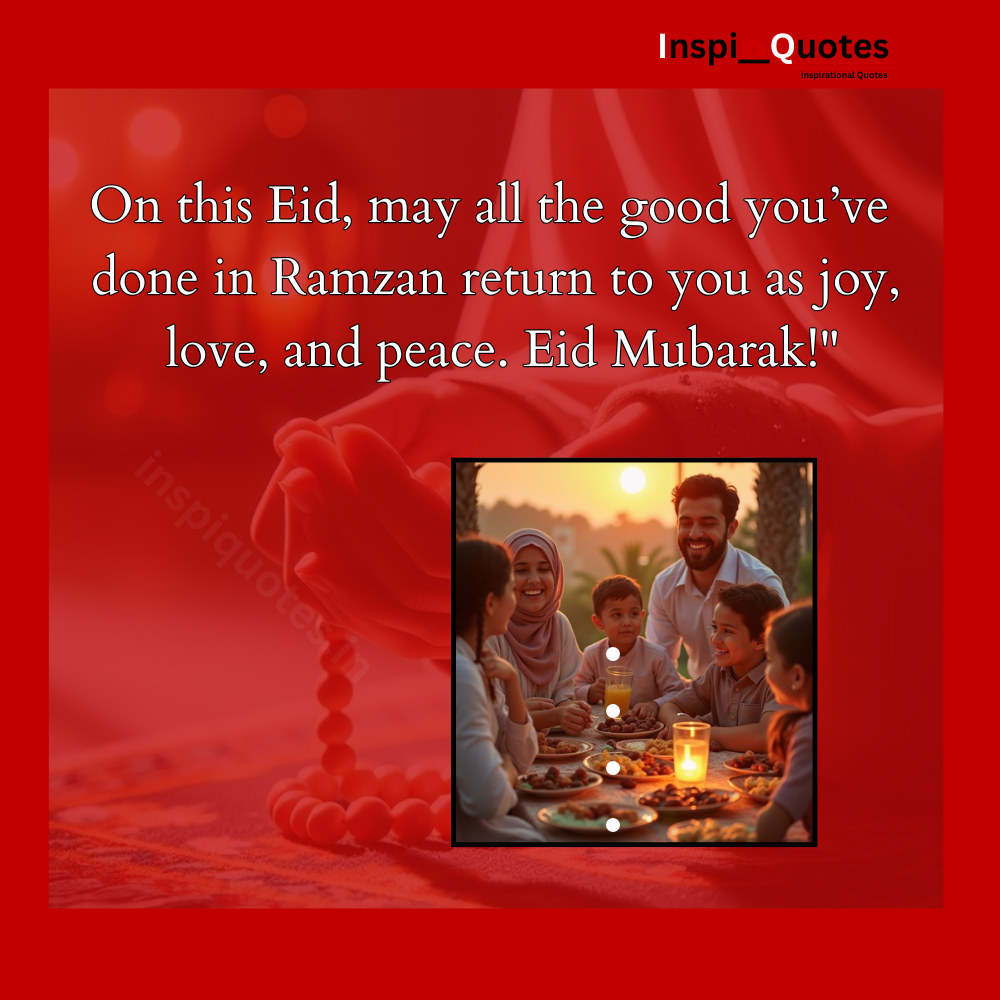 Inspi__Quotes
Inspirational Quotes
On this Eid, may all the good you’ve
done in Ramzan return to you as joy,
love, and peace. Eid Mubarak!"
inspiquotes.in